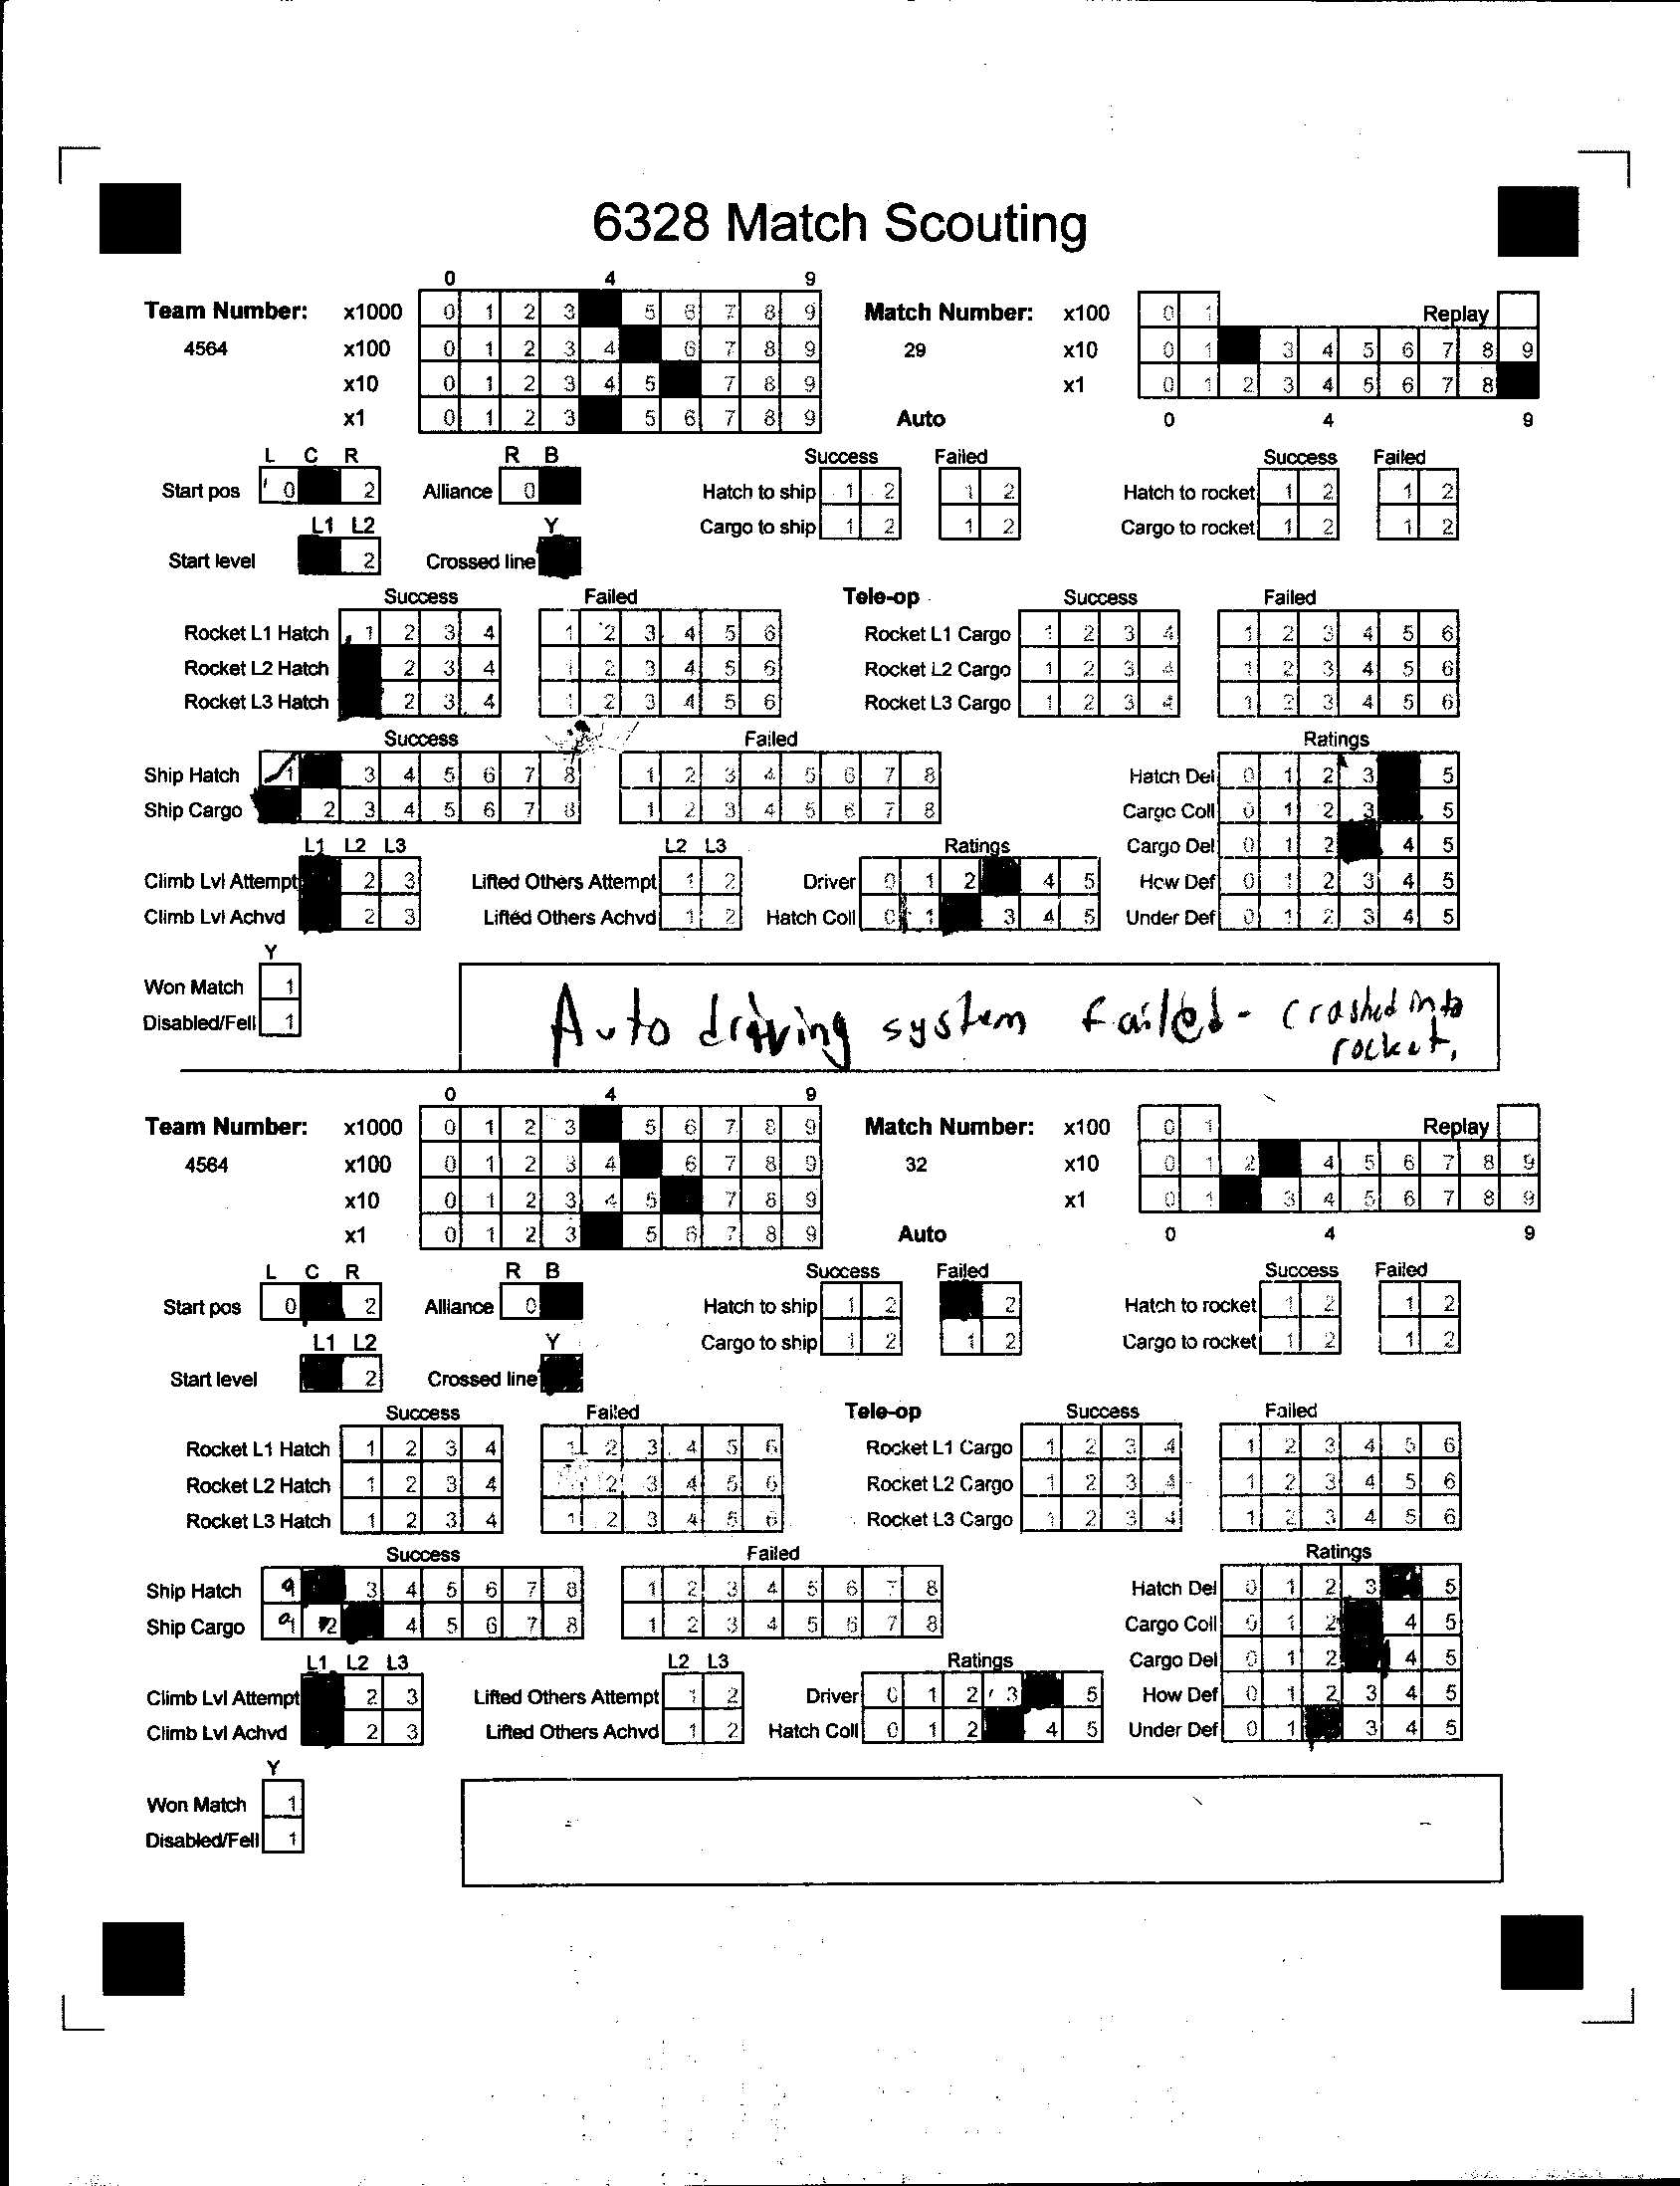 6328 Match Scouting
0 4 9
Team Number: x1000 0 1 2 3 5 6 7 8 9 Match Number: x100 0 1 Replay
4564 x100 0 1 2 3 4 6 7 8 9 29 x10 0 1 3 4 5 6 7 8 9
x10 0 1 2 3 4 5 7 8 9 x1 0 1 2 3 4 5 6 7 8
x1 0 1 2 3 5 6 7 8 9 Auto 0 4 9
L C R R B Success Failed Success Failed
Start pos 0 2 Alliance 0 Hatch to ship 1 2 1 2 Hatch to rocket 1 2 1 2
L1 L2 Y Cargo to ship 1 2 1 2 Cargo to rocket 1 2 1 2
Start level 2 Crossed line
Success Failed Tele-op Success Failed
Rocket L1 Hatch 1 2 3 4 1 2 3 4 5 6 Rocket L1 Cargo 1 2 3 4 1 2 3 4 5 6
Rocket L2 Hatch 2 3 4 1 2 3 4 5 6 Rocket L2 Cargo 1 2 3 4 1 2 3 4 5 6
Rocket L3 Hatch 2 3 4 1 2 3 4 5 6 Rocket L3 Cargo 1 2 3 4 1 2 3 4 5 6
Success Failed Ratings
Ship Hatch 1 3 4 5 6 7 8 1 2 3 4 5 6 7 8 Hatch Del 0 1 2 3 5
Ship Cargo 2 3 4 5 6 7 8 1 2 3 4 5 6 7 8 Cargo Coll 0 1 2 3 5
L1 L2 L3 L2 L3 Ratings Cargo Del 0 1 2 4 5
Climb Lvl Attempt 2 3 Lifted Others Attempt 1 2 Driver 0 1 2 4 5 How Def 0 1 2 3 4 5
Climb Lvl Achvd 2 3 Lifted Others Achvd 1 2 Hatch Coll 0 1 3 4 5 Under Def 0 1 2 3 4 5
Y
Won Match 1
Disabled/Fell 1
Auto driving system failed - crashed into
rocket.
0 4 9
Team Number: x1000 0 1 2 3 5 6 7 8 9 Match Number: x100 0 1 Replay
4564 x100 0 1 2 3 4 6 7 8 9 32 x10 0 1 2 4 5 6 7 8 9
x10 0 1 2 3 4 5 7 8 9 x1 0 1 3 4 5 6 7 8 9
x1 0 1 2 3 5 6 7 8 9 Auto 0 4 9
L C R R B Success Failed Success Failed
Start pos 0 2 Alliance 0 Hatch to ship 1 2 2 Hatch to rocket 1 2 1 2
L1 L2 Y Cargo to ship 1 2 1 2 Cargo to rocket 1 2 1 2
Start level 2 Crossed line
Success Failed Tele-op Success Failed
Rocket L1 Hatch 1 2 3 4 1 2 3 4 5 6 Rocket L1 Cargo 1 2 3 4 1 2 3 4 5 6
Rocket L2 Hatch 1 2 3 4 2 3 4 5 6 Rocket L2 Cargo 1 2 3 4 1 2 3 4 5 6
Rocket L3 Hatch 1 2 3 4 1 2 3 4 5 6 Rocket L3 Cargo 1 2 3 4 1 2 3 4 5 6
Success Failed Ratings
Ship Hatch 3 4 5 6 7 8 1 2 3 4 5 6 7 8 Hatch Del 0 1 2 3 5
Ship Cargo 1 2 4 5 6 7 8 1 2 3 4 5 6 7 8 Cargo Coll 0 1 2 4 5
L1 L2 L3 L2 L3 Ratings Cargo Del 0 1 2 4 5
Climb Lvl Attempt 2 3 Lifted Others Attempt 1 2 Driver 0 1 2 3 5 How Def 0 1 2 3 4 5
Climb Lvl Achvd 2 3 Lifted Others Achvd 1 2 Hatch Coll 0 1 2 4 5 Under Def 0 1 3 4 5
Y
Won Match 1
Disabled/Fell 1